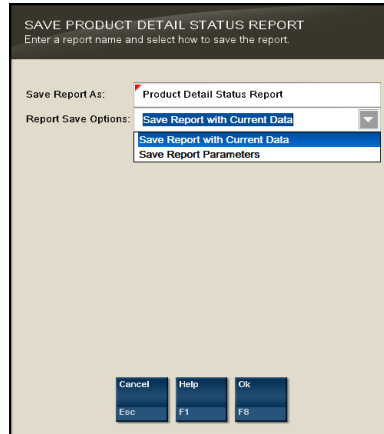 SAVE PRODUCT DETAIL STATUS REPORT
Enter a report name and select how to save the report.
Save Report As: Product Detail Status Report
Report Save Options: Save Report with Current Data
Save Report with Current Data
Save Report Parameters
Cancel Help Ok
Esc F1 F8